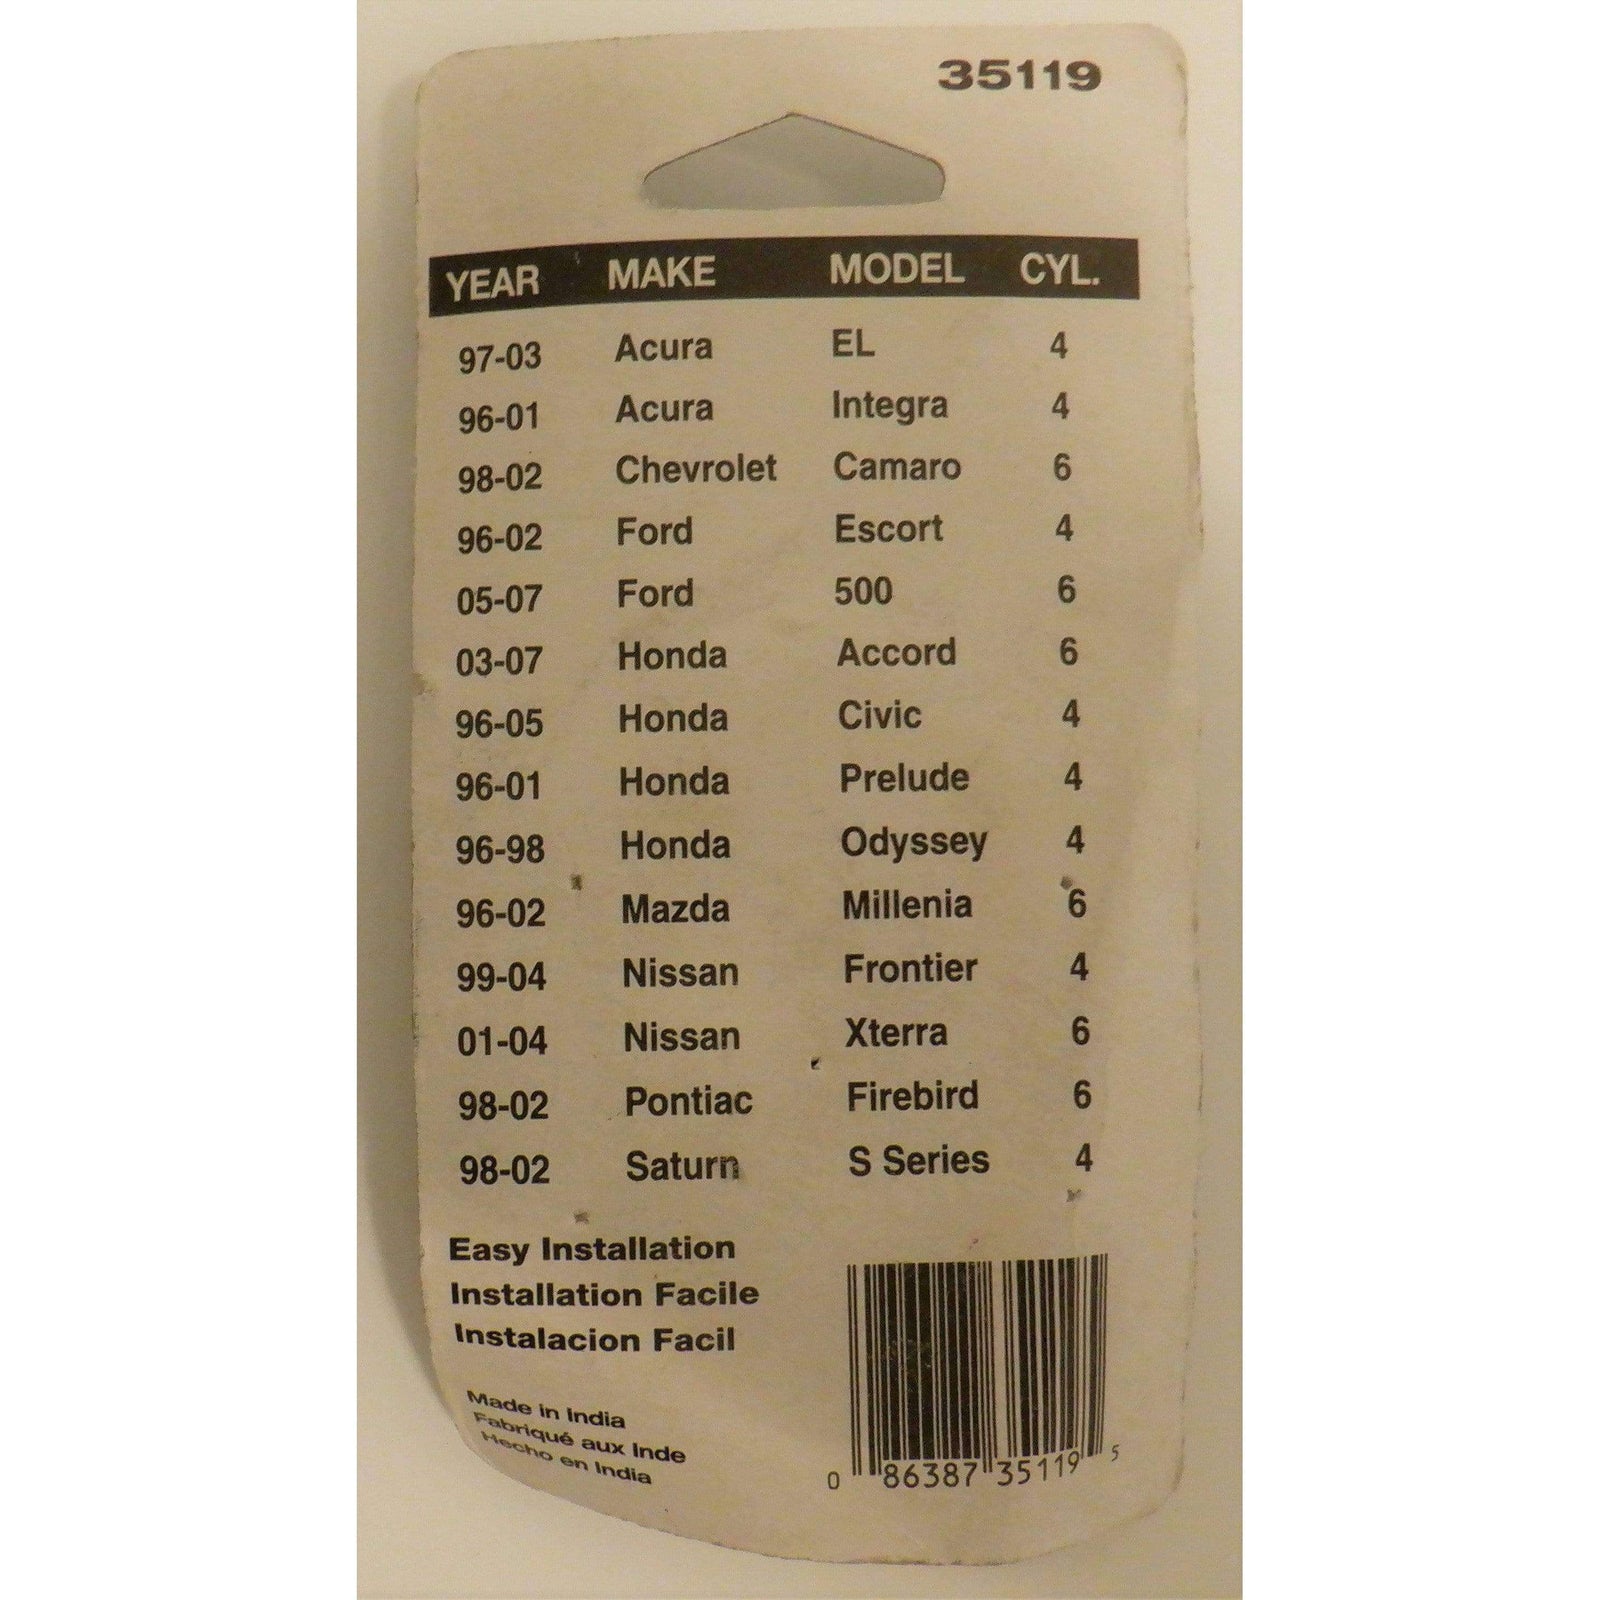 35119
YEAR MAKE MODEL CYL.
97-03 Acura EL 4
96-01 Acura Integra 4
98-02 Chevrolet Camaro 6
96-02 Ford Escort 4
05-07 Ford 500 6
03-07 Honda Accord 6
96-05 Honda Civic 4
96-01 Honda Prelude 4
96-98 Honda Odyssey 4
96-02 Mazda Millenia 6
99-04 Nissan Frontier 4
01-04 Nissan Xterra 6
98-02 Pontiac Firebird 6
98-02 Saturn S Series 4
Easy Installation
Installation Facile
Instalacion Facil
Made in India
Fabriqué aux Inde
Hecho en India
0 86387 35119 5